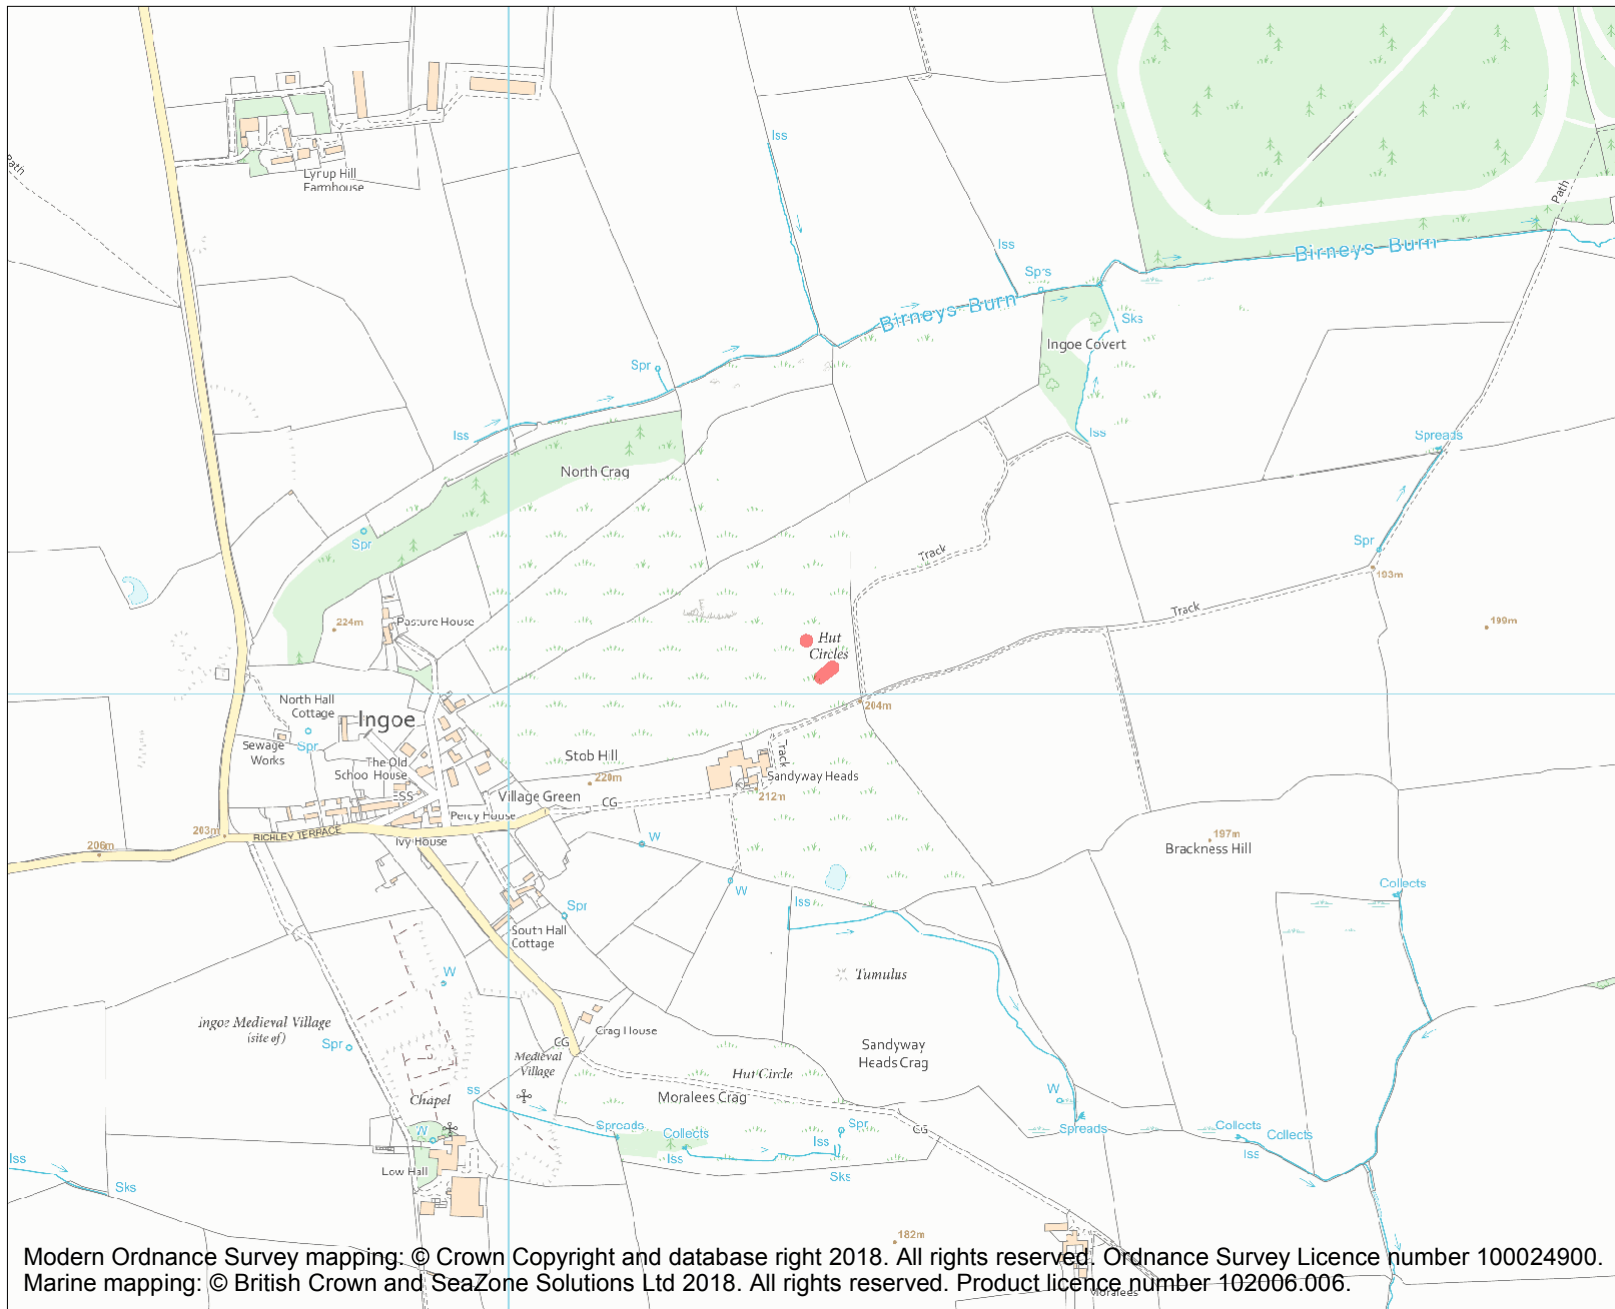 Iss
Path
Lyrup Hill
Farmhouse
Path
Iss
Birneys Burn
Sprs
Birneys Burn
Sks
Ingoe Covert
Spr
Iss
Iss
Spreads
North Crag
Spr
Track
Spr
193m
Track
224m
Pasture House
199m
Hut
Circles
North Hall
Cottage
Ingoe
204m
Spr
Sewage
Works
Stob Hill
Track
The Old
School House
220m
Sandyway Heads
ESS
Village Green
CG
212m
Percy House
203m
RICHLEY TERRACE
Ivy House
W
197m
206m
Brackness Hill
W
Collects
Iss
Spr
South Hall
Cottage
W
Tumulus
Ingoe Medieval Village
(site of)
Crag House
Spr
CG
Sandyway
Heads Crag
Medieval
Village
Hut Circle
W
ss
Moralees Crag
Chapel
Spreads
Spr
CG
Spreads
Collects
Collects
W
Collects
Iss
Iss
Iss
Iss
Low Hall
Sks
Sks
182m
Modern Ordnance Survey mapping: © Crown Copyright and database right 2018. All rights reserved. Ordnance Survey Licence number 100024900.
Marine mapping: © British Crown and SeaZone Solutions Ltd 2018. All rights reserved. Product licence number 102006.006.
Moralees